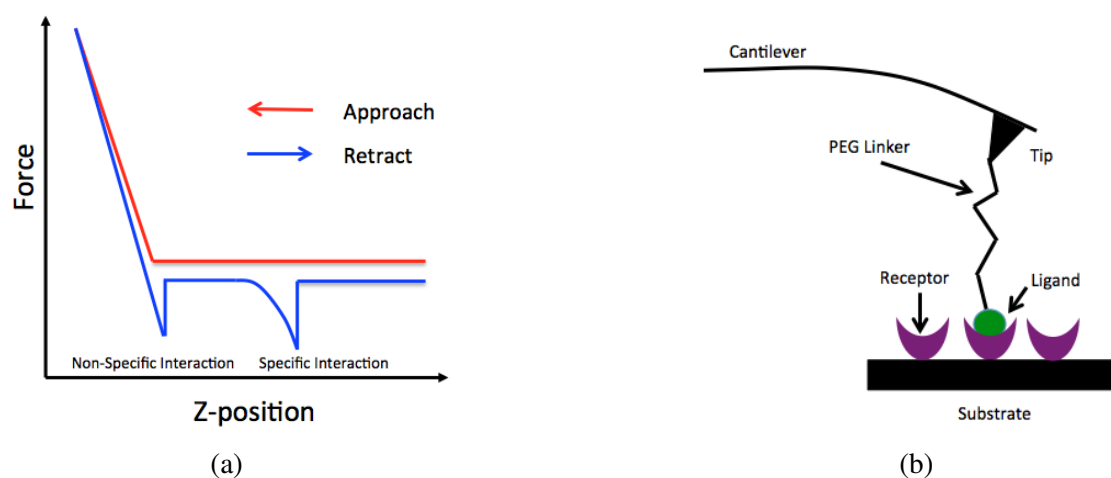 Force
Approach
Retract
Non-Specific Interaction
Specific Interaction
Z-position
(a)
Cantilever
PEG Linker
Tip
Receptor
Ligand
Substrate
(b)